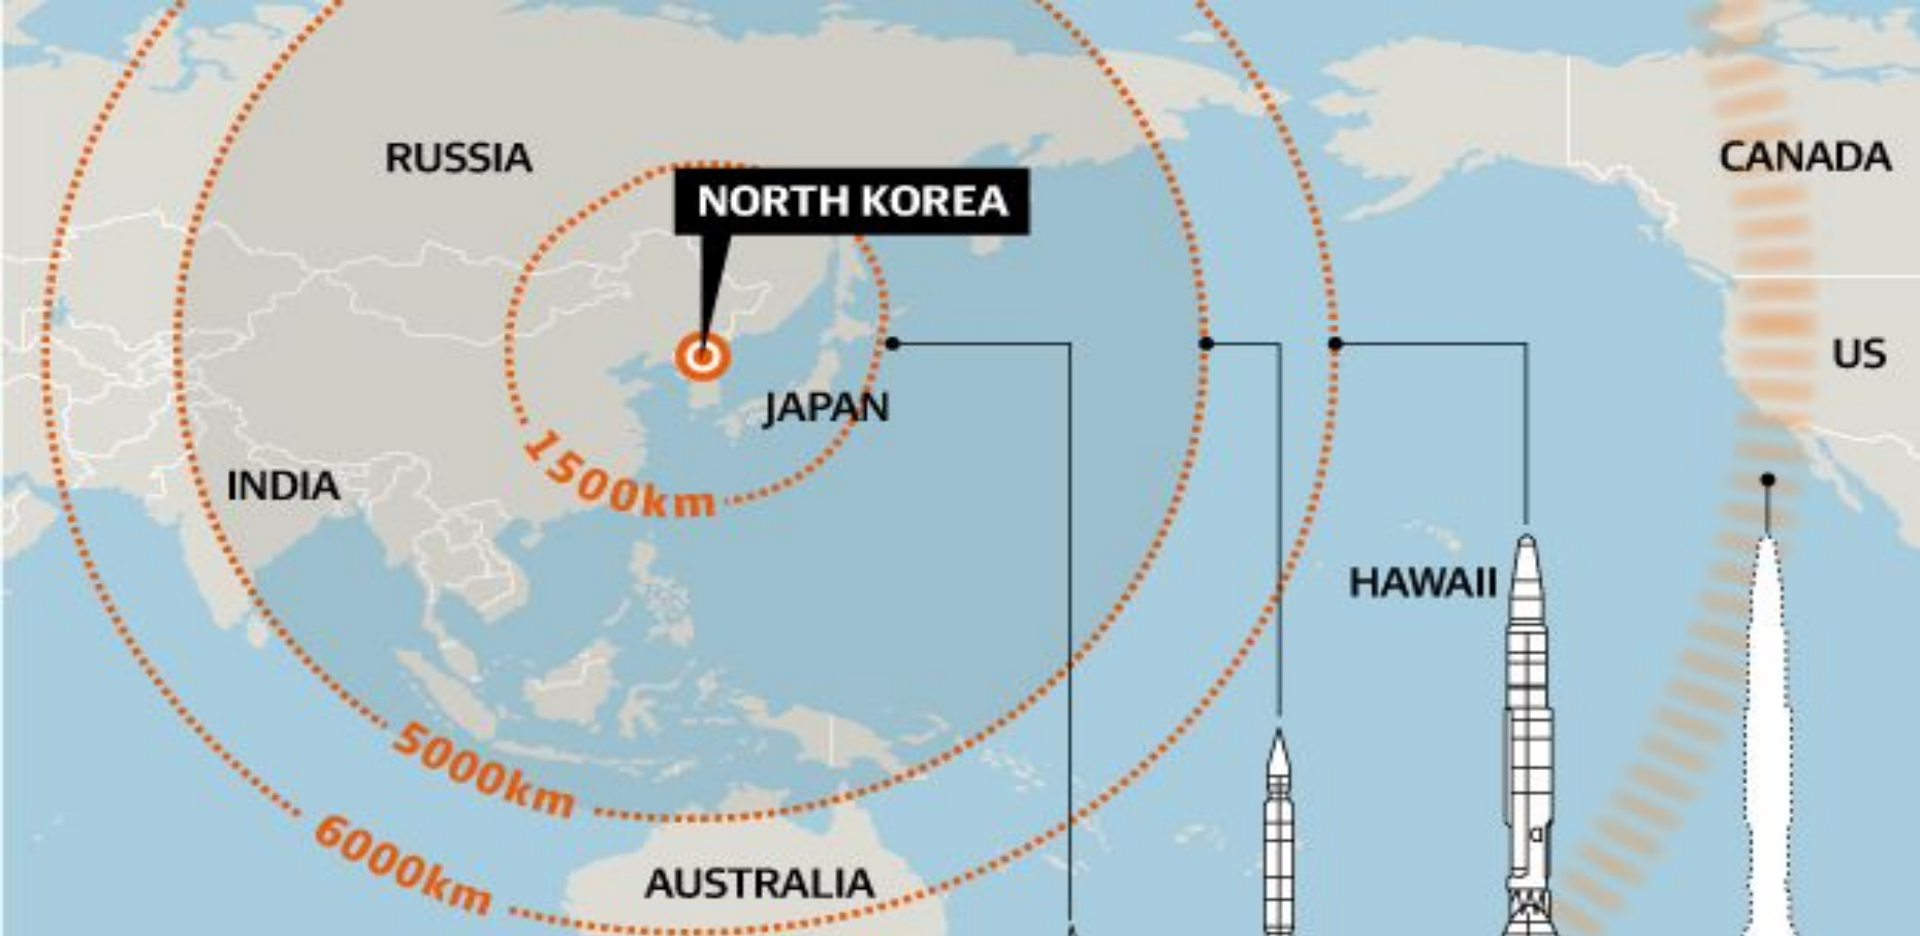 RUSSIA
CANADA
NORTH KOREA
US
JAPAN
1500km
INDIA
HAWAII
5000km
6000km
AUSTRALIA